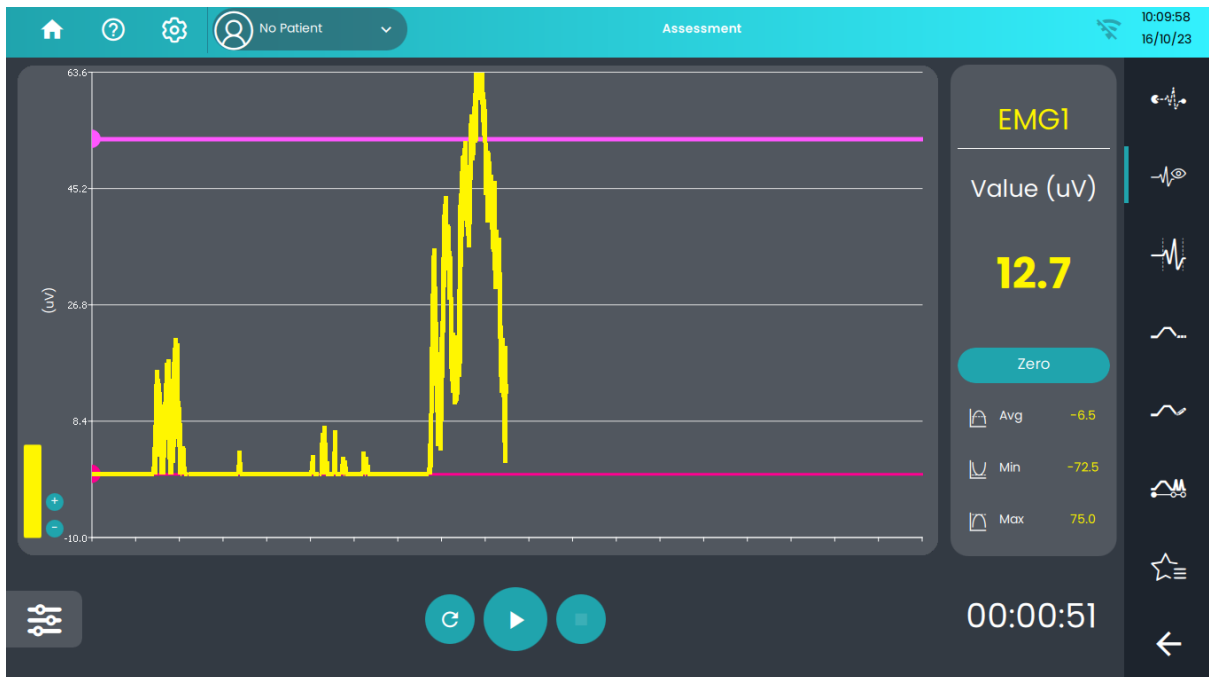 No Patient
Assessment
10:09:58
16/10/23
63.6
45.2
(uV)
26.8
8.4
-10.0
+
-
EMG1
Value (uV)
12.7
Zero
Avg -6.5
Min -72.5
Max 75.0
00:00:51